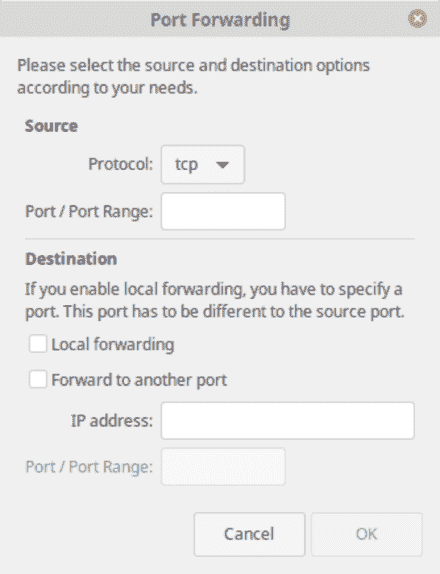 Port Forwarding
Please select the source and destination options
according to your needs.
Source
Protocol: tcp
Port / Port Range:
Destination
If you enable local forwarding, you have to specify a
port. This port has to be different to the source port.
Local forwarding
Forward to another port
IP address:
Port / Port Range:
Cancel OK